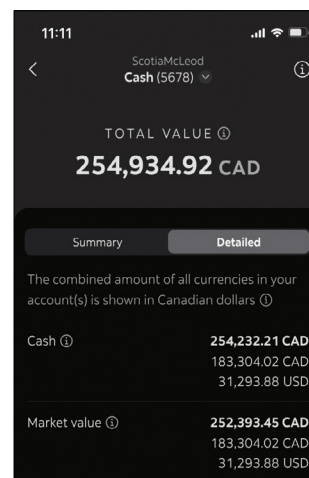 11:11
ScotiaMcLeod
Cash (5678)
TOTAL VALUE
254,934.92 CAD
Summary Detailed
The combined amount of all currencies in your
account(s) is shown in Canadian dollars
Cash 254,232.21 CAD
183,304.02 CAD
31,293.88 USD
Market value 252,393.45 CAD
183,304.02 CAD
31,293.88 USD